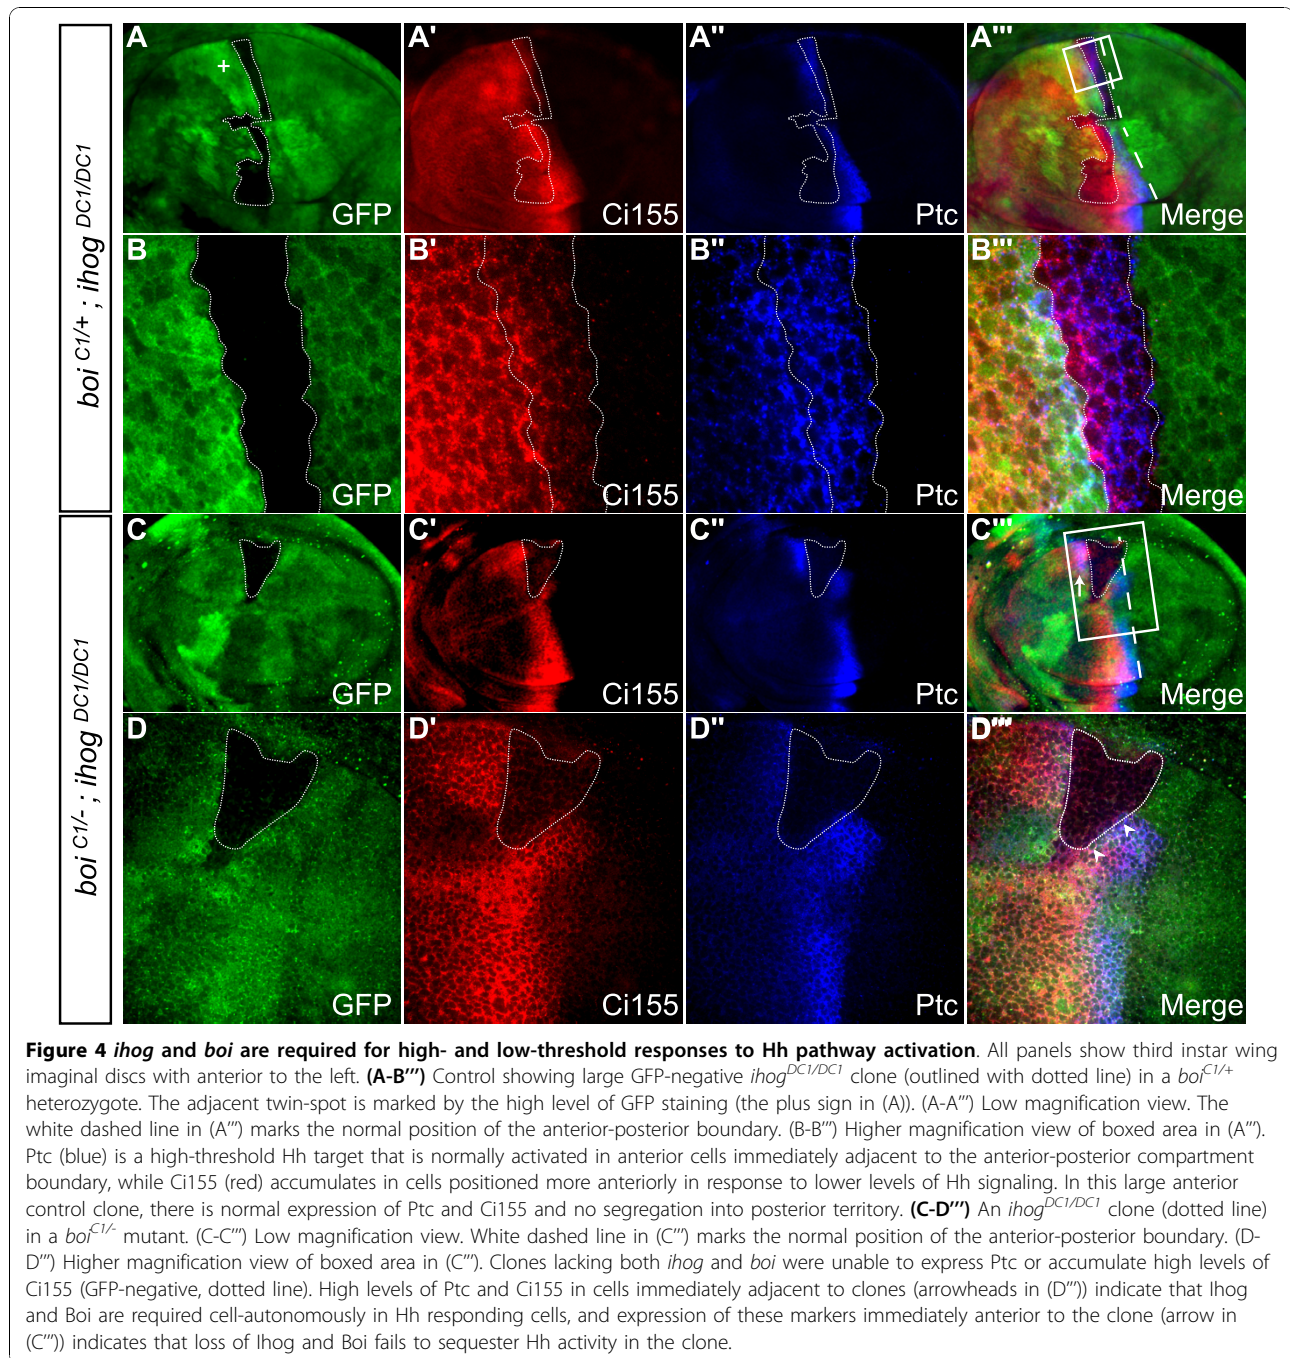 boi C1/+ ; ihog DC1/DC1
A
+
GFP
A'
Ci155
A''
Ptc
A'''
Merge
B
GFP
B'
Ci155
B''
Ptc
B'''
Merge
boi C1/- ; ihog DC1/DC1
C
GFP
C'
Ci155
C''
Ptc
C'''
Merge
D
GFP
D'
Ci155
D''
Ptc
D'''
Merge
Figure 4 ihog and boi are required for high- and low-threshold responses to Hh pathway activation. All panels show third instar wing
imaginal discs with anterior to the left. (A-B''') Control showing large GFP-negative ihog^DC1/DC1 clone (outlined with dotted line) in a boi^C1/+
heterozygote. The adjacent twin-spot is marked by the high level of GFP staining (the plus sign in (A)). (A-A''') Low magnification view. The
white dashed line in (A''') marks the normal position of the anterior-posterior boundary. (B-B''') Higher magnification view of boxed area in (A''').
Ptc (blue) is a high-threshold Hh target that is normally activated in anterior cells immediately adjacent to the anterior-posterior compartment
boundary, while Ci155 (red) accumulates in cells positioned more anteriorly in response to lower levels of Hh signaling. In this large anterior
control clone, there is normal expression of Ptc and Ci155 and no segregation into posterior territory. (C-D''') An ihog^DC1/DC1 clone (dotted line)
in a boi^C1/- mutant. (C-C''') Low magnification view. White dashed line in (C''') marks the normal position of the anterior-posterior boundary. (D-
D''') Higher magnification view of boxed area in (C'''). Clones lacking both ihog and boi were unable to express Ptc or accumulate high levels of
Ci155 (GFP-negative, dotted line). High levels of Ptc and Ci155 in cells immediately adjacent to clones (arrowheads in (D''')) indicate that Ihog
and Boi are required cell-autonomously in Hh responding cells, and expression of these markers immediately anterior to the clone (arrow in
(C''')) indicates that loss of Ihog and Boi fails to sequester Hh activity in the clone.